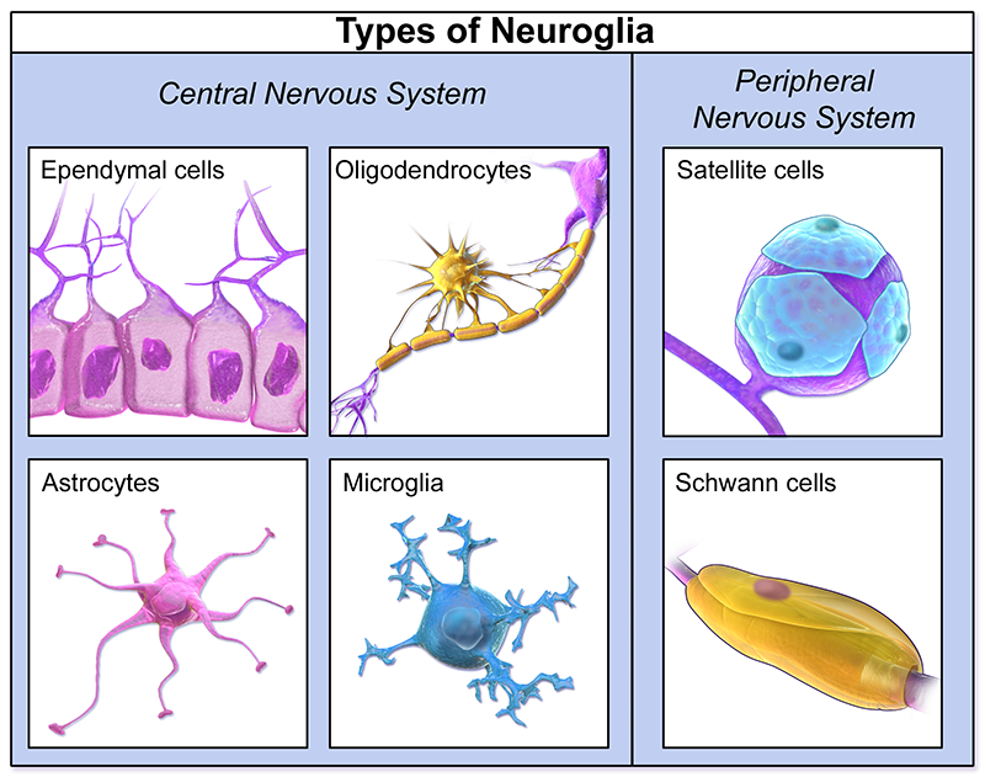 Types of Neuroglia
Central Nervous System
Peripheral
Nervous System
Ependymal cells
Oligodendrocytes
Satellite cells
Astrocytes
Microglia
Schwann cells